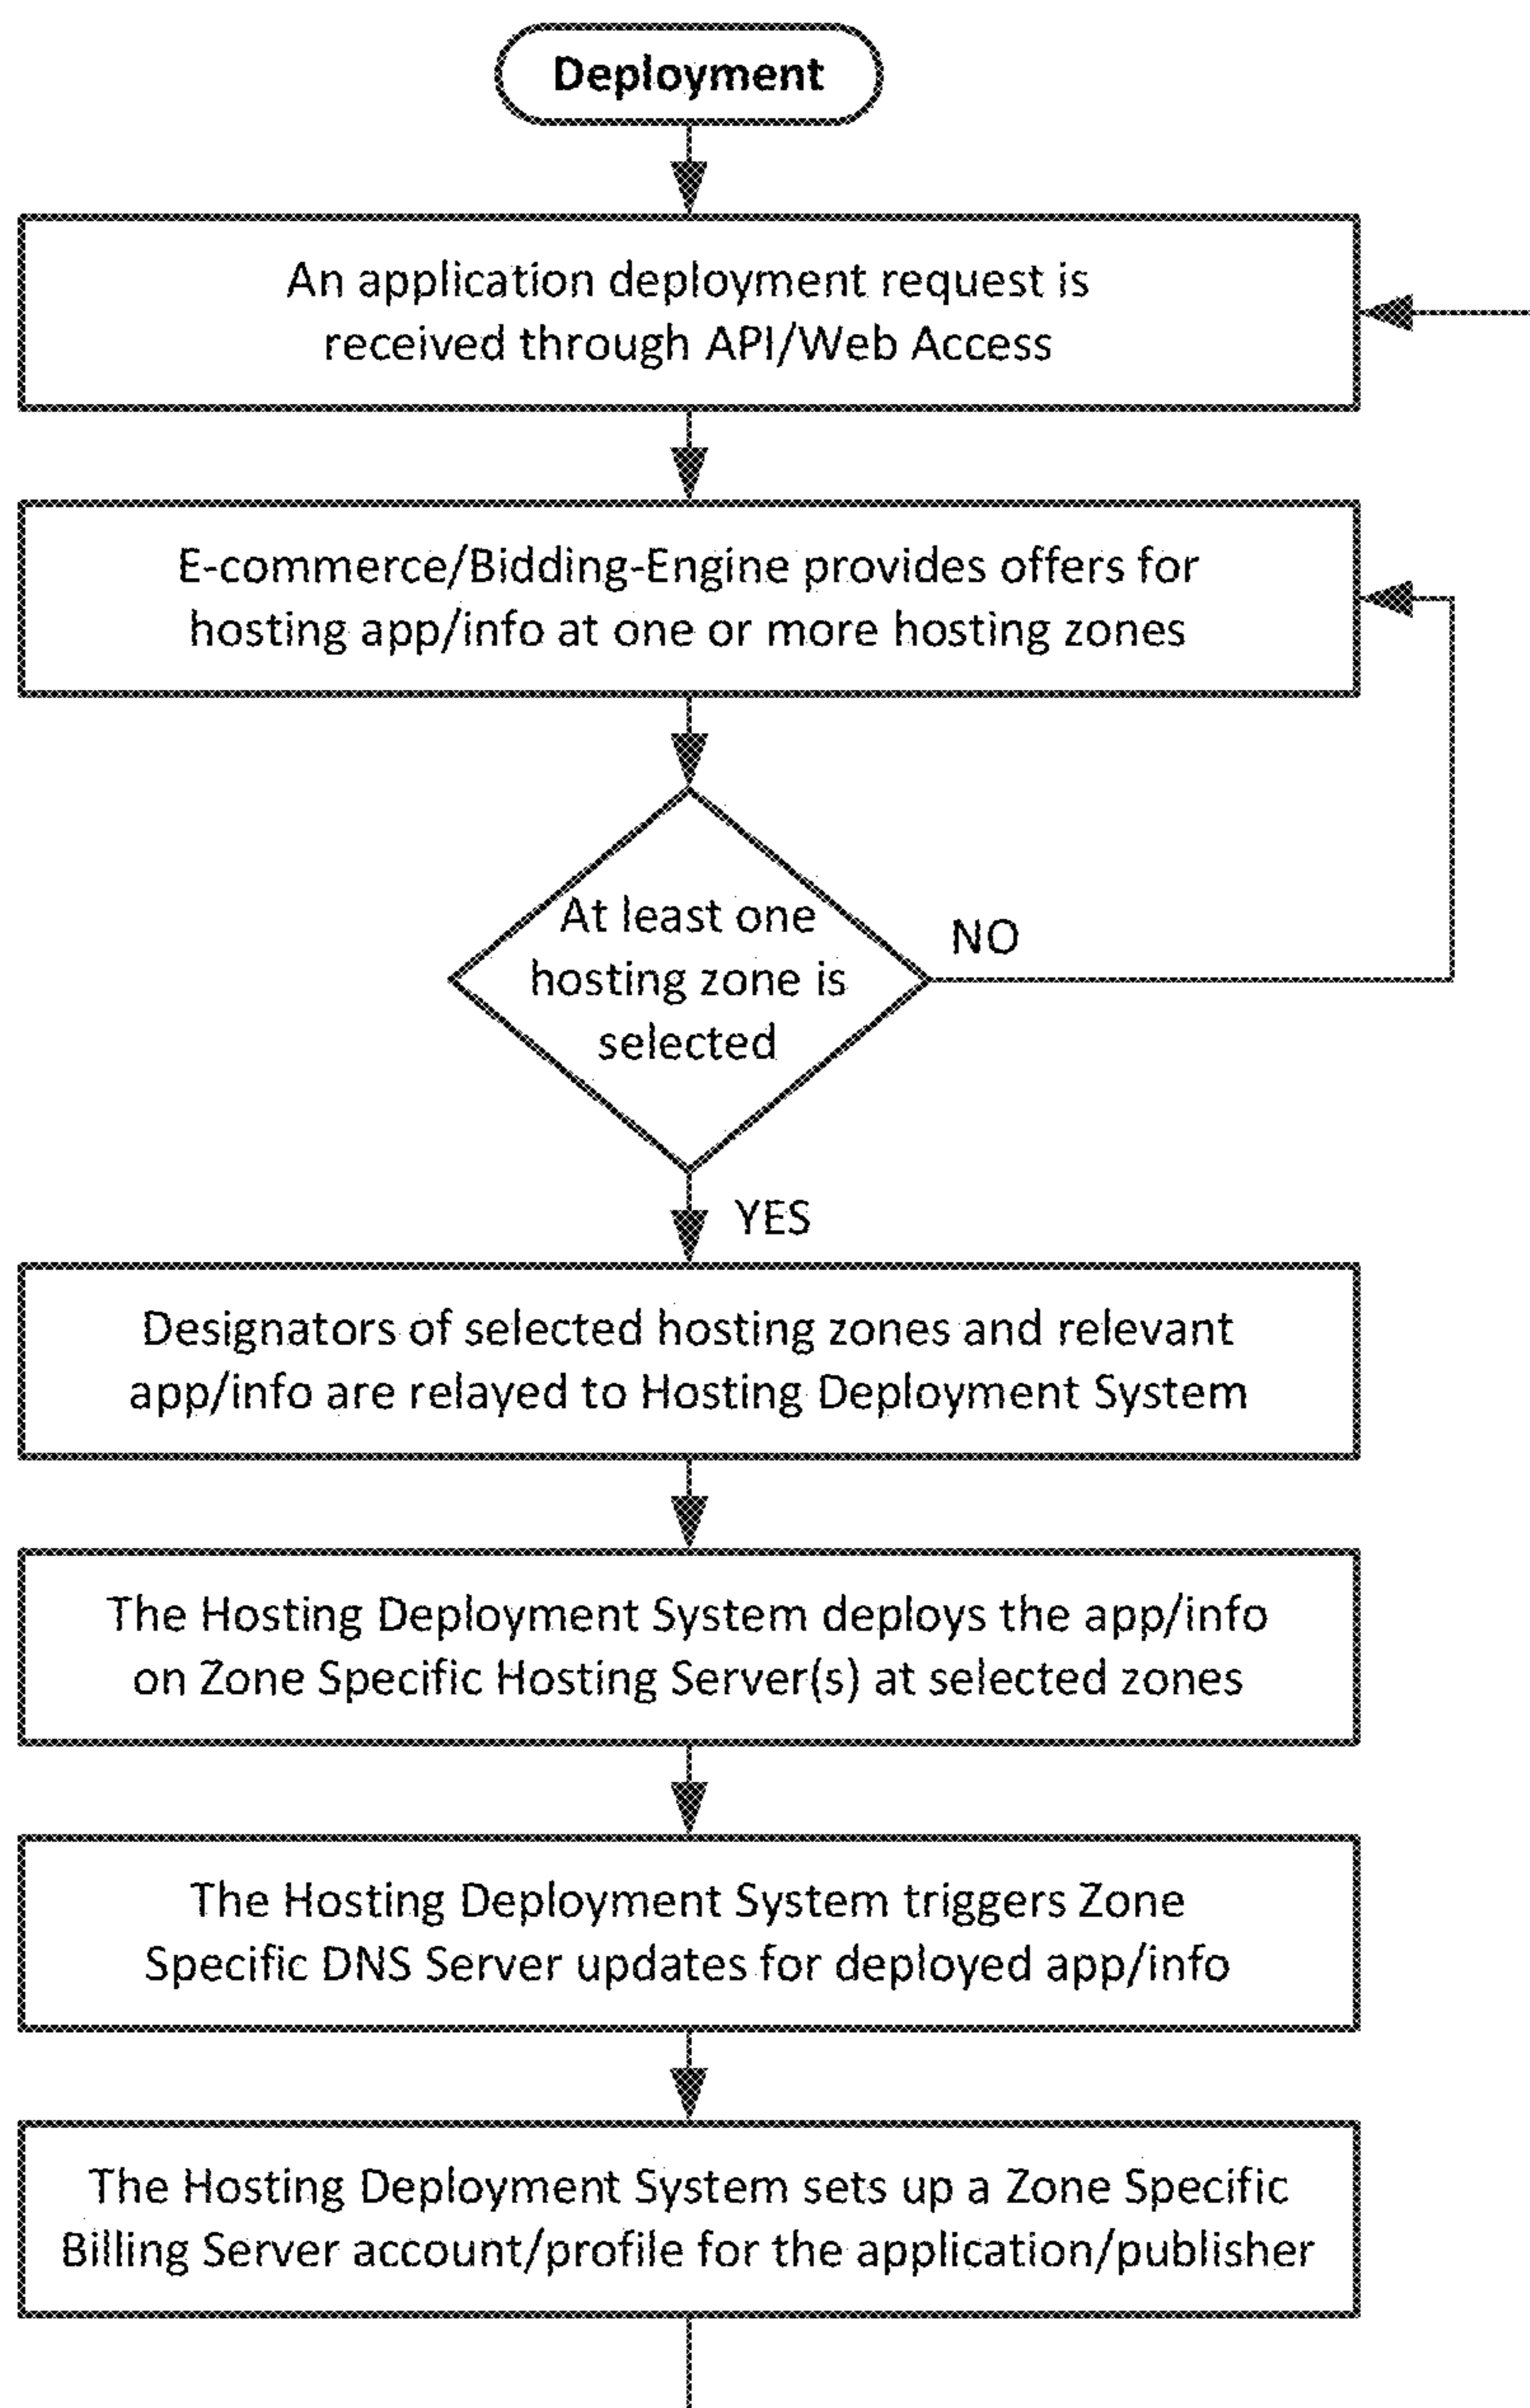 Deployment
An application deployment request is
received through API/Web Access
E-commerce/Bidding-Engine provides offers for
hosting app/info at one or more hosting zones
At least one
hosting zone is
selected
NO
YES
Designators of selected hosting zones and relevant
app/info are relayed to Hosting Deployment System
The Hosting Deployment System deploys the app/info
on Zone Specific Hosting Server(s) at selected zones
The Hosting Deployment System triggers Zone
Specific DNS Server updates for deployed app/info
The Hosting Deployment System sets up a Zone Specific
Billing Server account/profile for the application/publisher